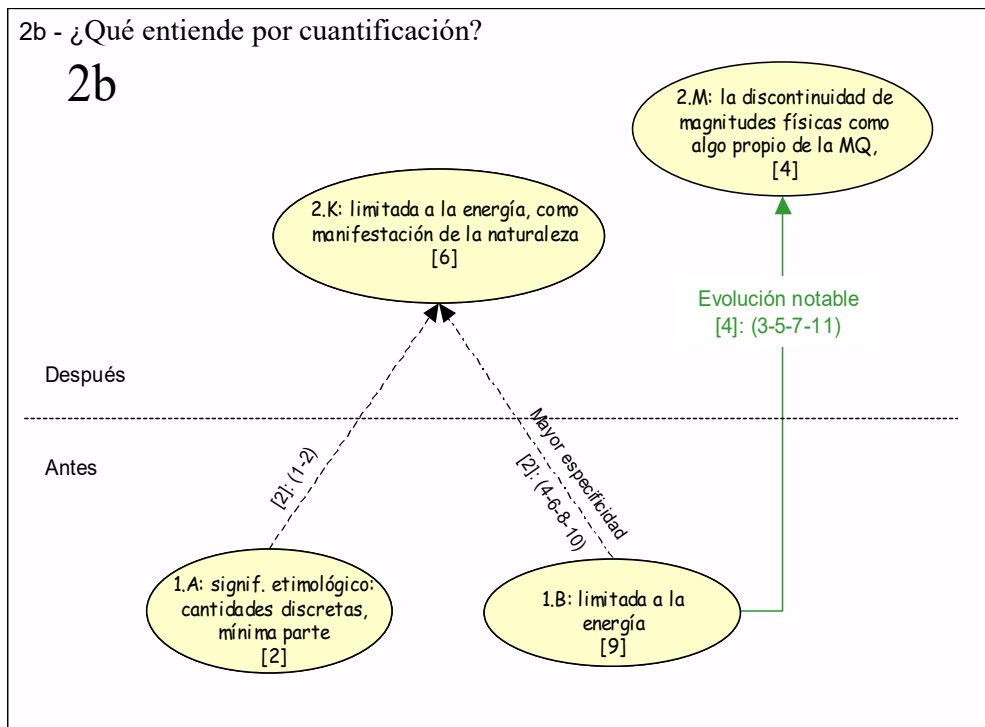 2b - ¿Qué entiende por cuantificación?
2b
2.M: la discontinuidad de
magnitudes físicas como
algo propio de la MQ,
[4]
2.K: limitada a la energía, como
manifestación de la naturaleza
[6]
Evolución notable
[4]: (3-5-7-11)
Después
Antes
[2]: (1-2)
Mayor especificidad
[2]: (4-6-8-10)
1.A: signif. etimológico:
cantidades discretas,
mínima parte
[2]
1.B: limitada a la
energía
[9]